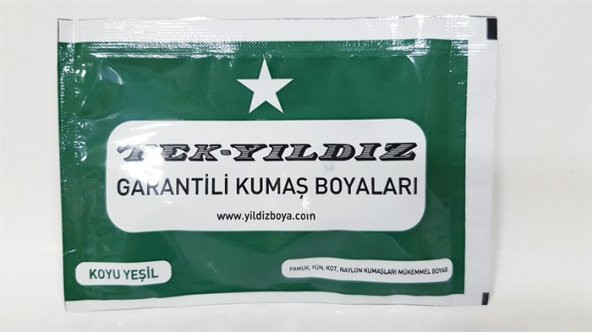 TEK-YILDIZ
GARANTİLİ KUMAŞ BOYALARI
www.yildizboya.com
KOYU YEŞİL
PAMUK, YÜN, KOT, NAYLON KUMAŞLARI MÜKEMMEL BOYAR